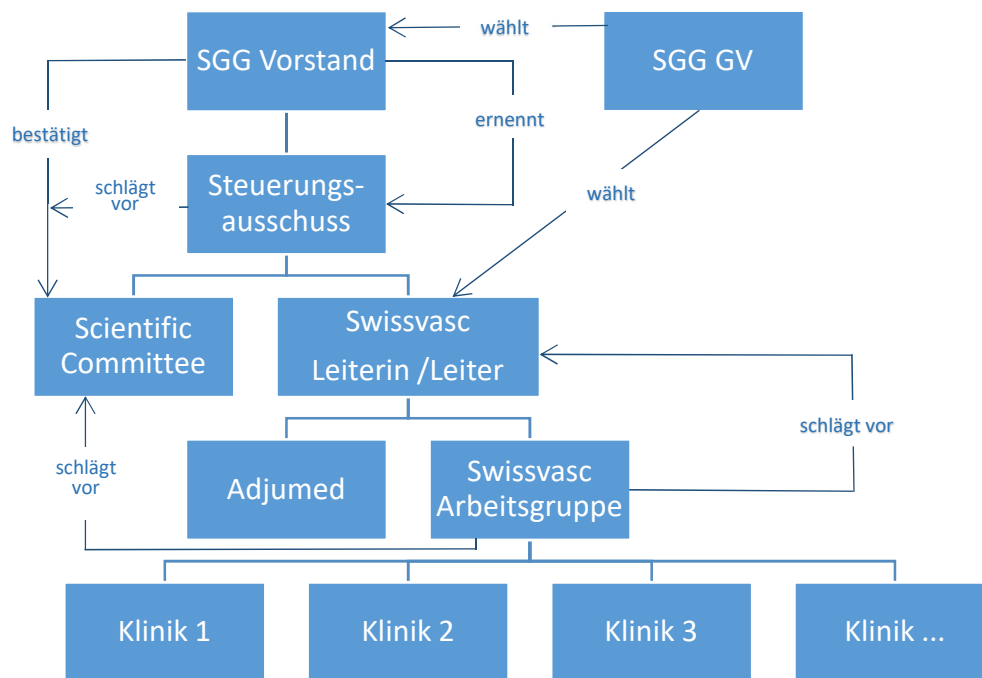 wählt
SGG Vorstand
SGG GV
bestätigt
ernennt
schlägt
vor
Steuerungs-
ausschuss
wählt
Scientific
Committee
Swissvasc
Leiterin /Leiter
schlägt vor
schlägt
vor
Adjumed
Swissvasc
Arbeitsgruppe
Klinik 1
Klinik 2
Klinik 3
Klinik ...